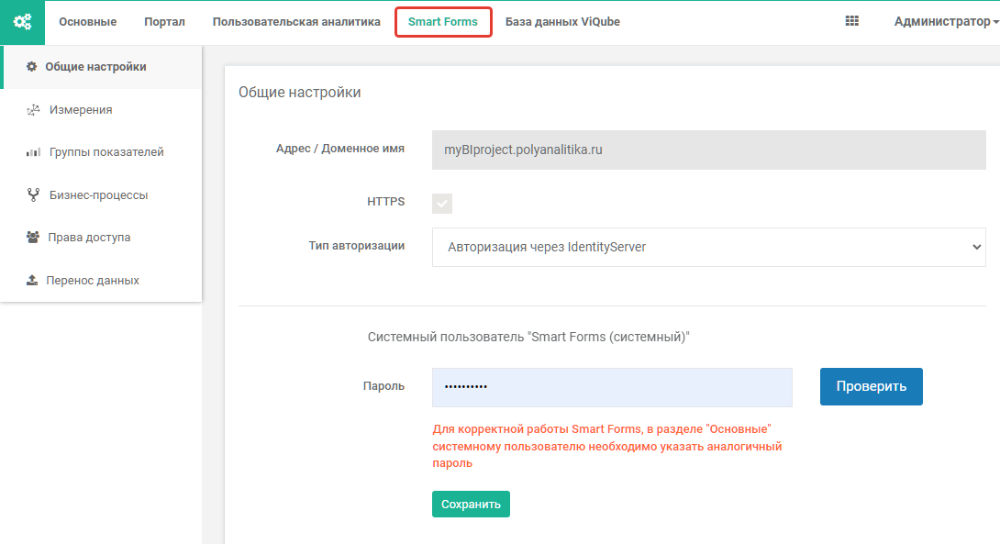 Основные Портал Пользовательская аналитика Smart Forms База данных ViQube Администратор
Общие настройки
Измерения
Группы показателей
Бизнес-процессы
Права доступа
Перенос данных
Общие настройки
Адрес / Доменное имя myBIproject.polyanalitika.ru
HTTPS
Тип авторизации Авторизация через IdentityServer
Системный пользователь "Smart Forms (системный)"
Пароль •••••••••• Проверить
Для корректной работы Smart Forms, в разделе "Основные"
системному пользователю необходимо указать аналогичный
пароль
Сохранить